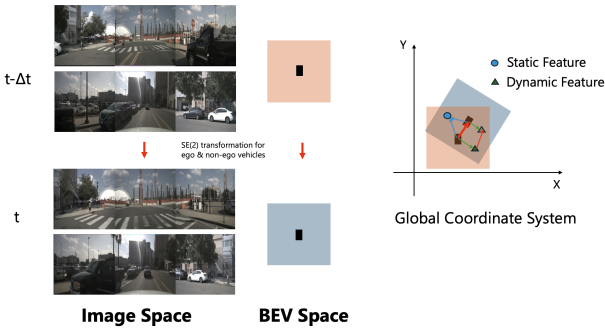 t-Δt
SE(2) transformation for
ego & non-ego vehicles
t
Image Space
BEV Space
Y
Static Feature
Dynamic Feature
X
Global Coordinate System